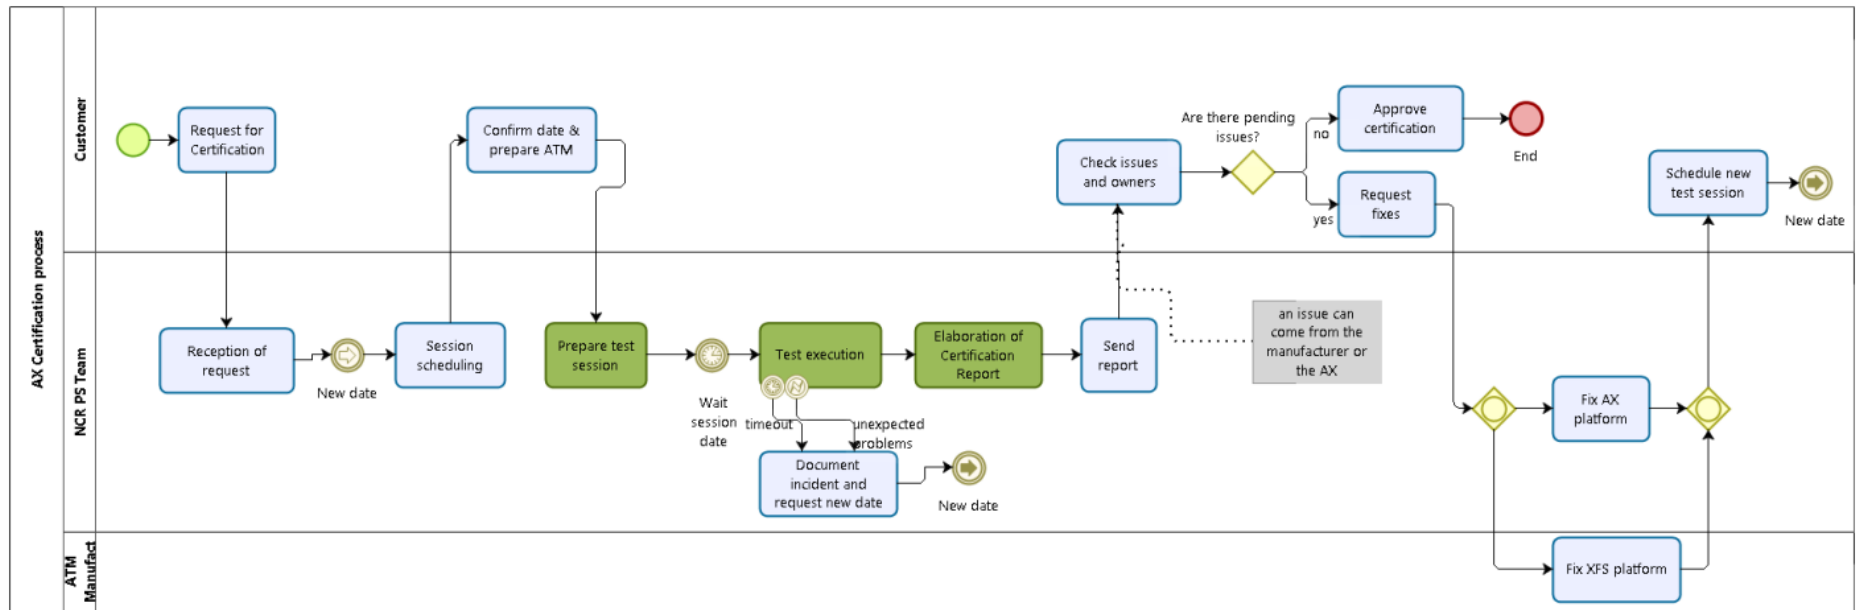 AX Certification process
Customer
Request for
Certification
Confirm date &
prepare ATM
Check issues
and owners
Are there pending
issues?
no
yes
Approve
certification
End
Request
fixes
Schedule new
test session
New date
NCR PS Team
Reception of
request
New date
Session
scheduling
Prepare test
session
Wait
session
date
Test execution
timeout
unexpected
problems
Document
incident and
request new date
New date
Elaboration of
Certification
Report
Send
report
an issue can
come from the
manufacturer or
the AX
Fix AX
platform
ATM
Manufact
Fix XFS platform